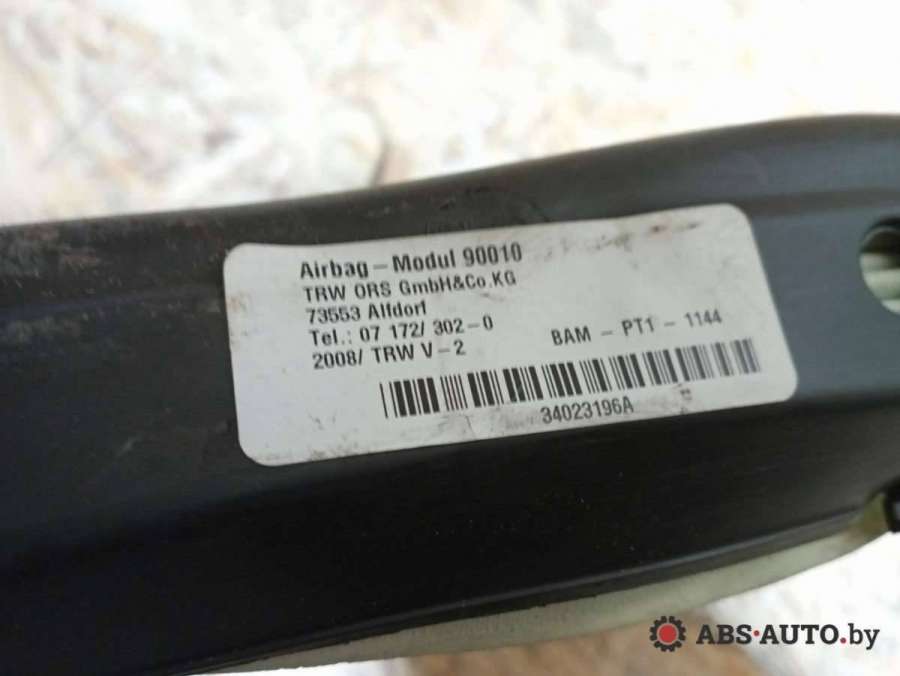 Airbag - Modul 90010
TRW ORS GmbH&Co.KG
73553 Alfdorf
Tel.: 07 172/ 302-0
2008/ TRW V-2
BAM - PT1 - 1144
34023196A
ABS-AUTO.by